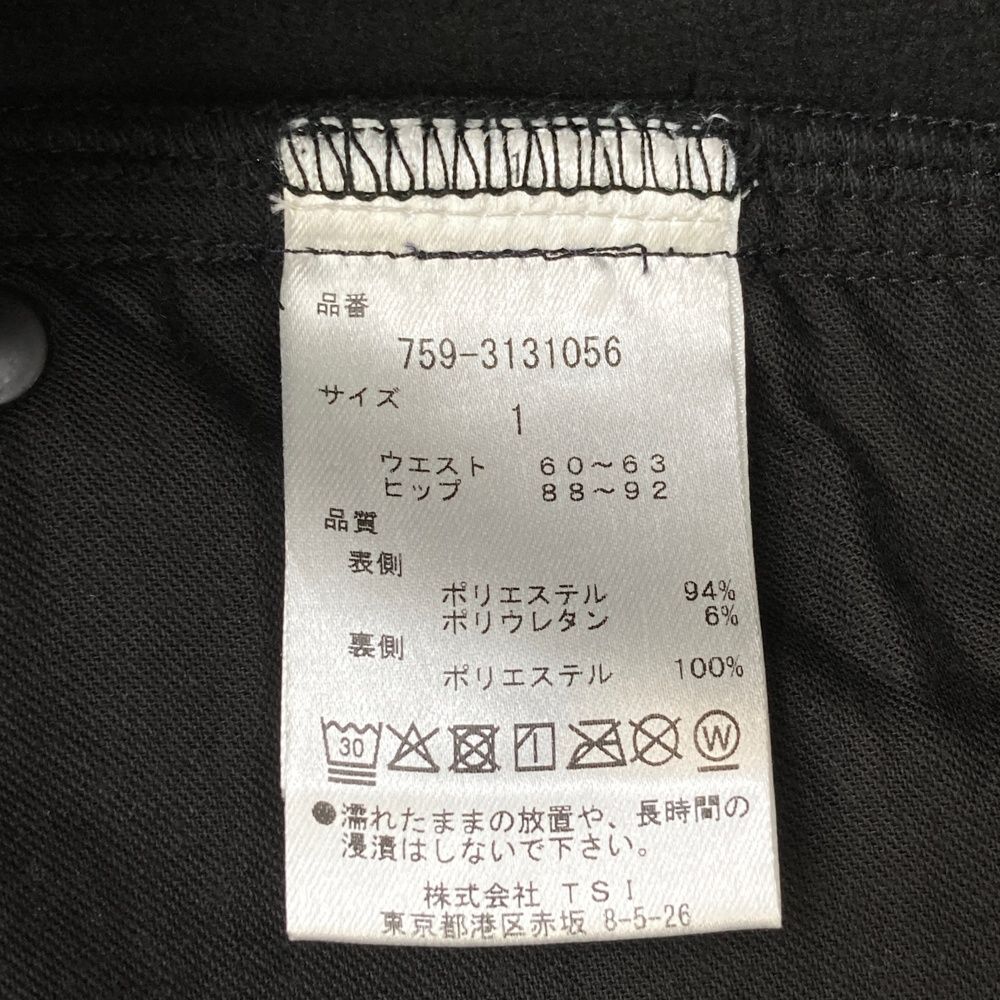 品番
759-3131056
サイズ
1
ウエスト 60～63
ヒップ 88～92
品質
表側
ポリエステル 94%
ポリウレタン 6%
裏側
ポリエステル 100%
30 W
●濡れたままの放置や、長時間の
浸漬はしないで下さい。
株式会社 TSI
東京都港区赤坂 8-5-26